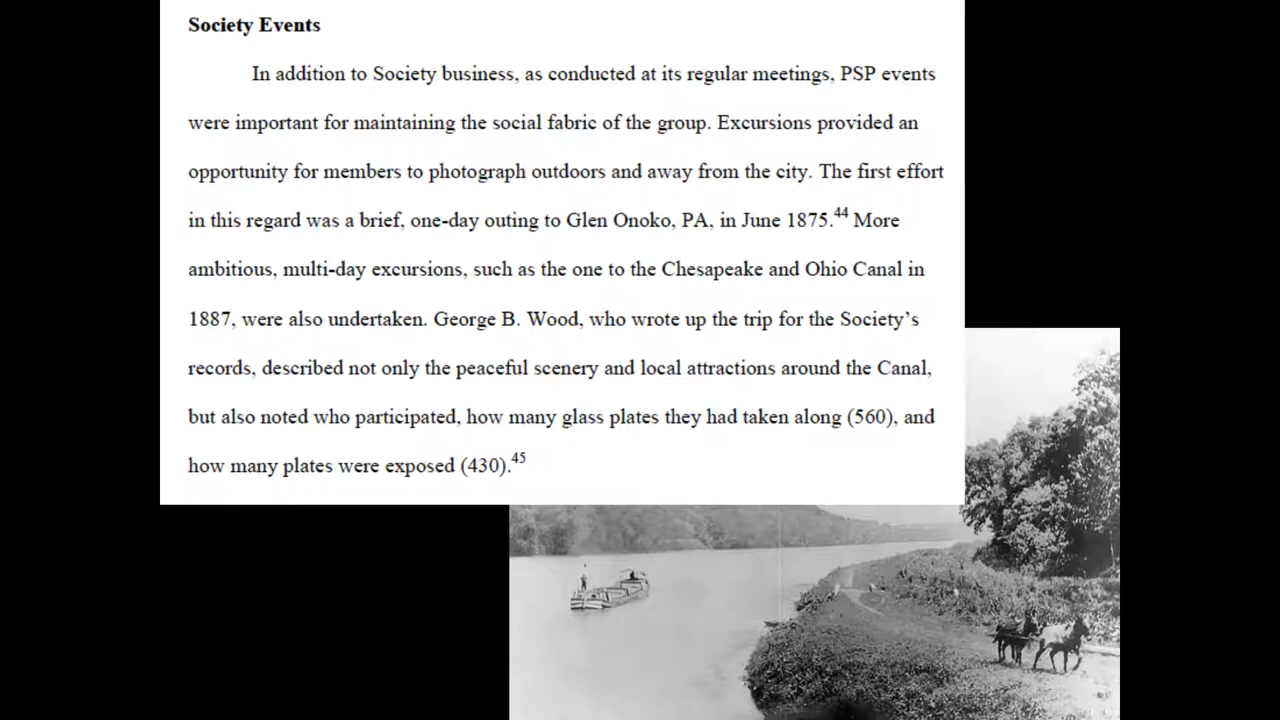 Society Events
In addition to Society business, as conducted at its regular meetings, PSP events
were important for maintaining the social fabric of the group. Excursions provided an
opportunity for members to photograph outdoors and away from the city. The first effort
in this regard was a brief, one-day outing to Glen Onoko, PA, in June 1875.44 More
ambitious, multi-day excursions, such as the one to the Chesapeake and Ohio Canal in
1887, were also undertaken. George B. Wood, who wrote up the trip for the Society’s
records, described not only the peaceful scenery and local attractions around the Canal,
but also noted who participated, how many glass plates they had taken along (560), and
how many plates were exposed (430).45